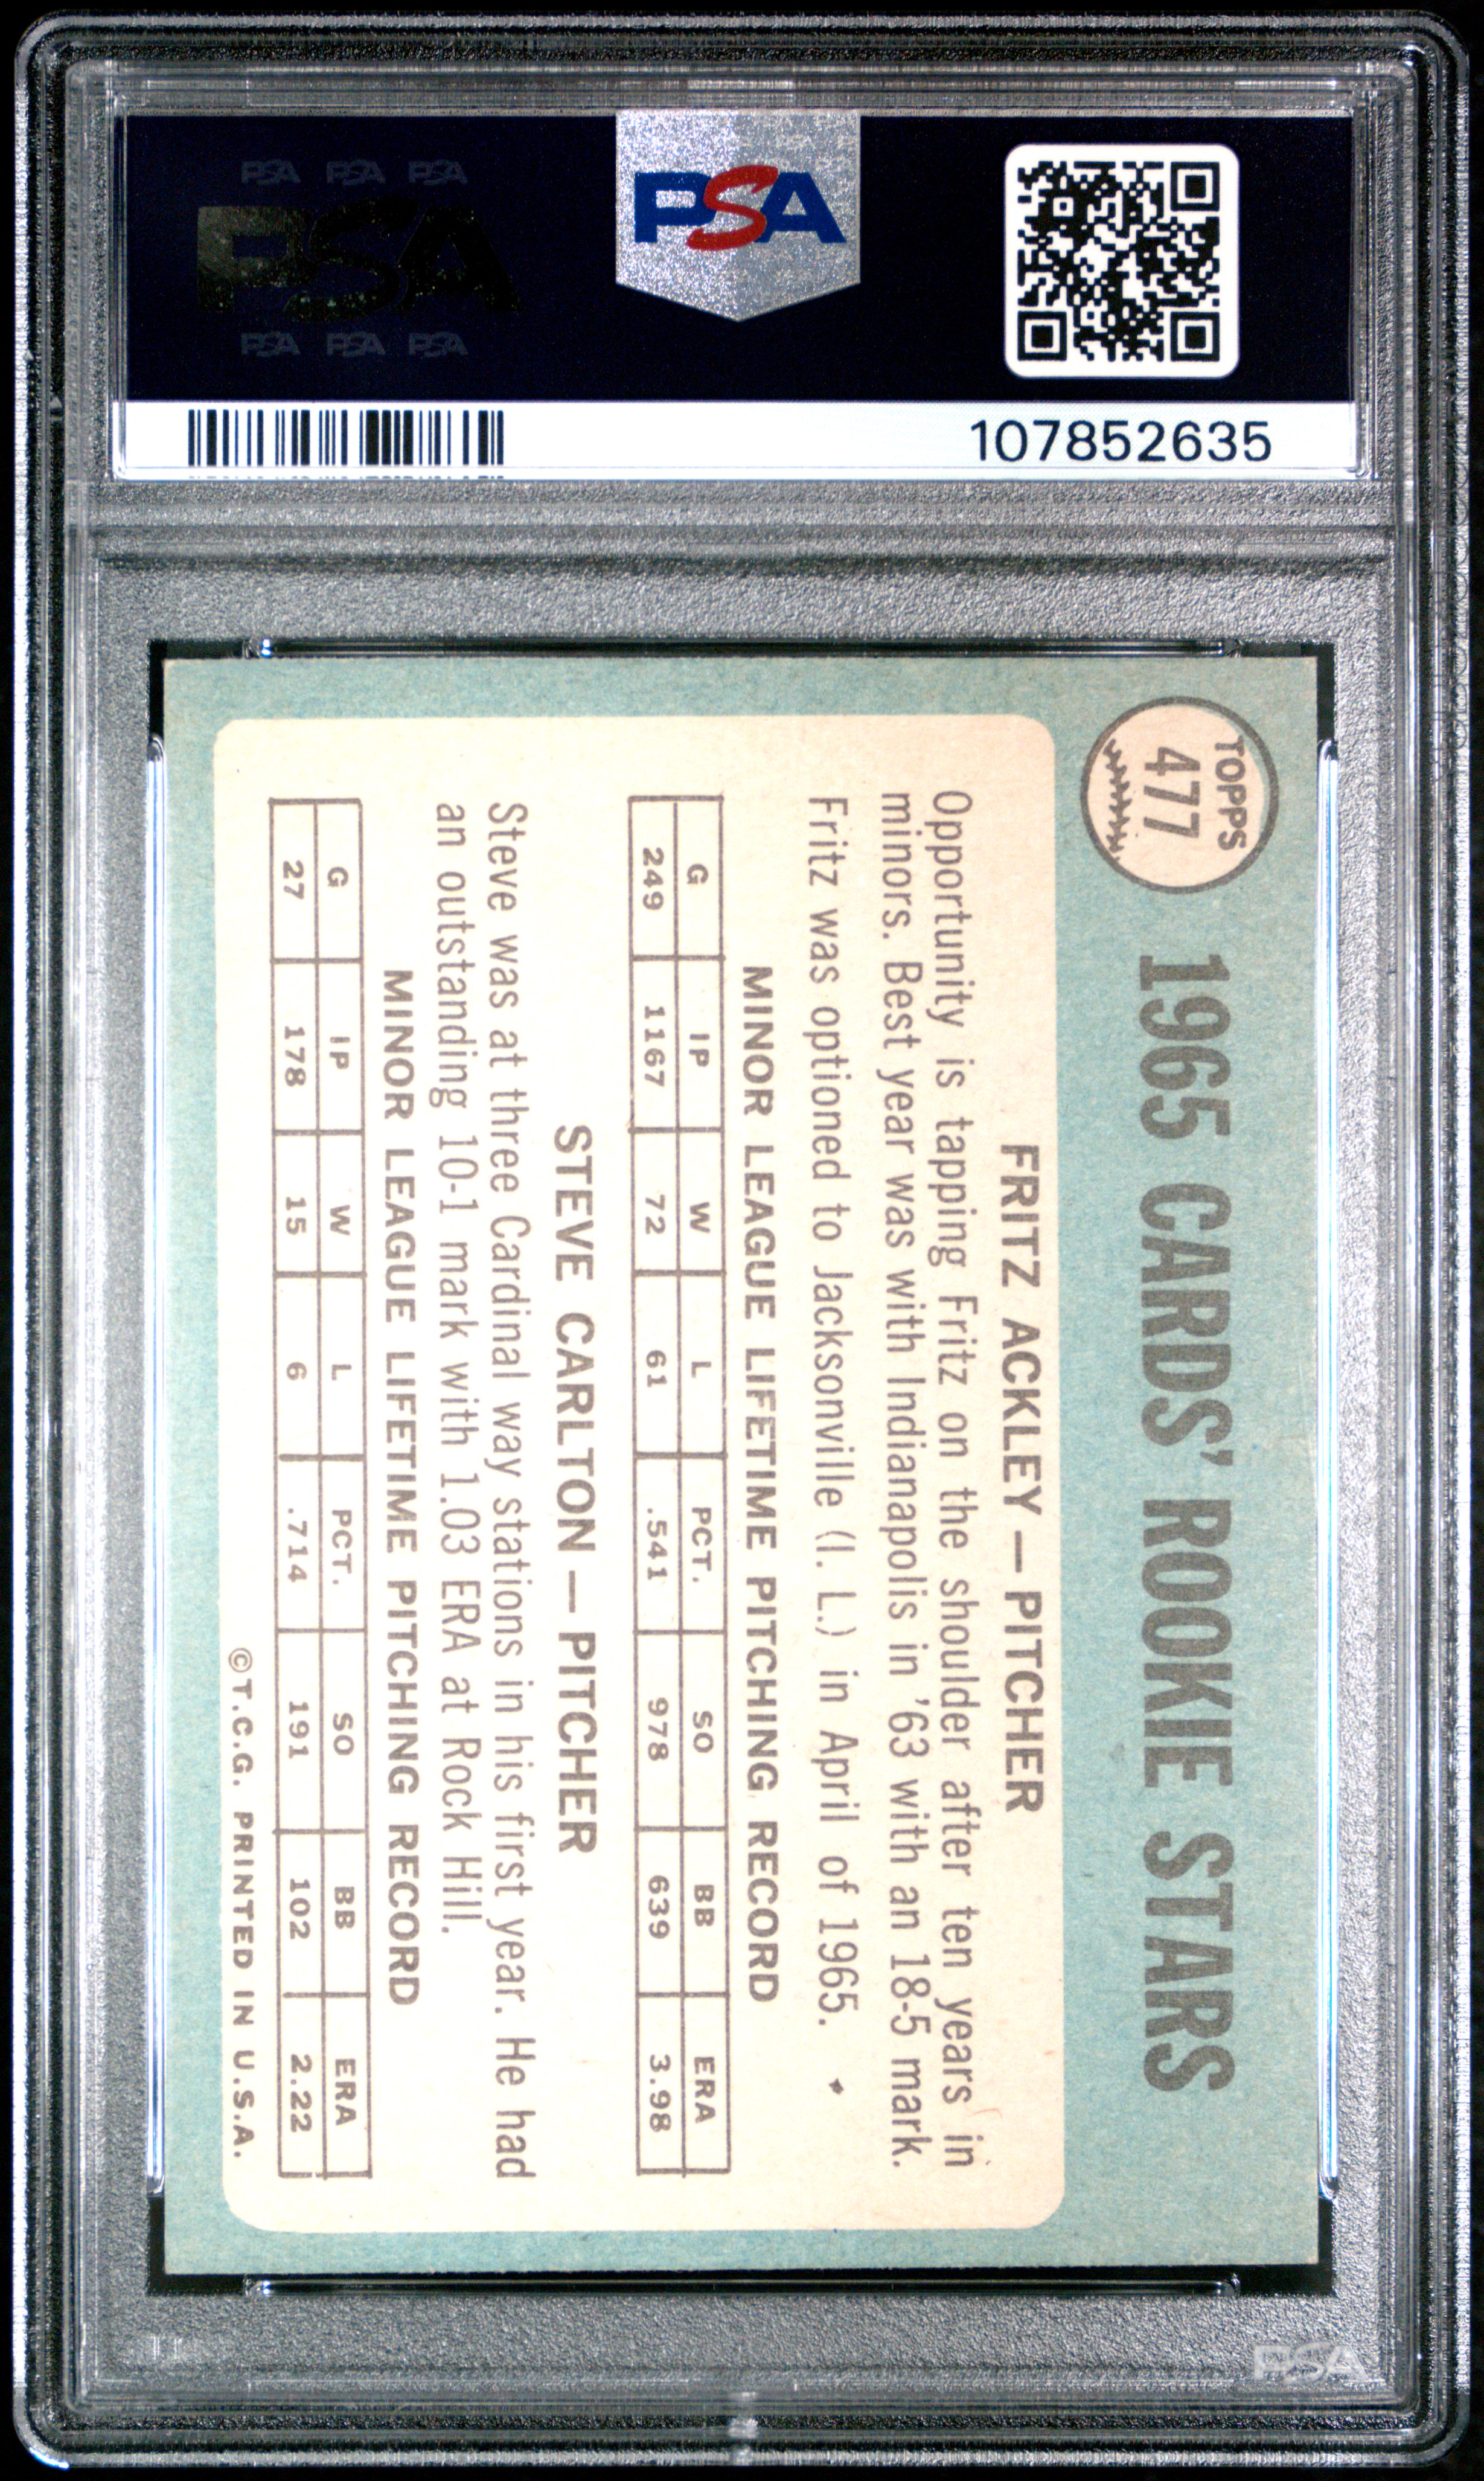 PSA PSA PSA
PSA
PSA PSA PSA
PSA
107852635
TOPPS
477
1965 CARDS' ROOKIE STARS
FRITZ ACKLEY — PITCHER
Opportunity is tapping Fritz on the shoulder after ten years in
minors. Best year was with Indianapolis in '63 with an 18-5 mark.
Fritz was optioned to Jacksonville (I. L.) in April of 1965.
MINOR LEAGUE LIFETIME PITCHING RECORD
G IP W L PCT. SO BB ERA
249 1167 72 61 .541 978 639 3.98
STEVE CARLTON — PITCHER
Steve was at three Cardinal way stations in his first year. He had
an outstanding 10-1 mark with 1.03 ERA at Rock Hill.
MINOR LEAGUE LIFETIME PITCHING RECORD
G IP W L PCT. SO BB ERA
27 178 15 6 .714 191 102 2.22
©T.C.G. PRINTED IN U.S.A.
PSA